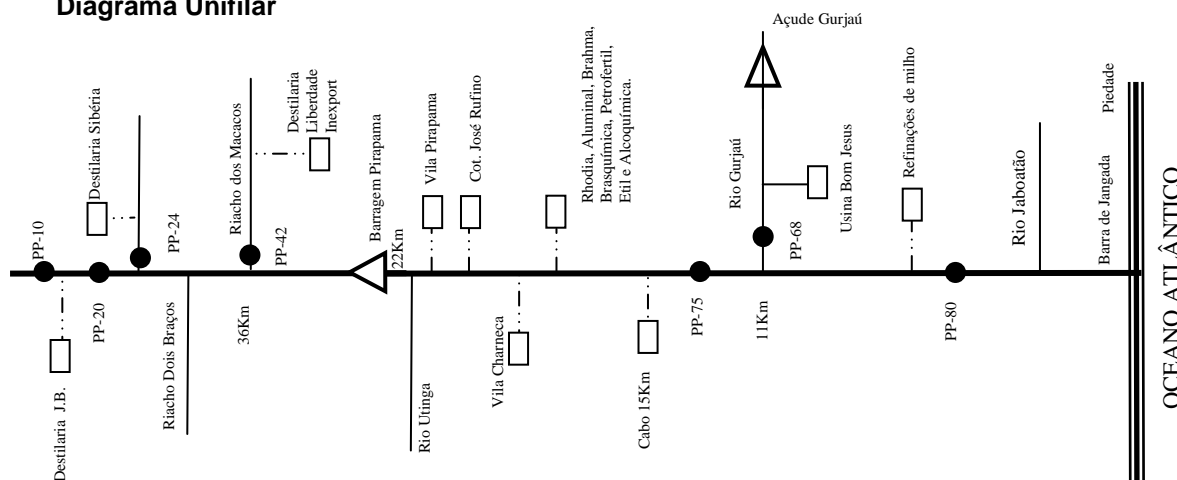 Diagrama Unifilar
PP-10
Destilaria J.B.
PP-20
Destilaria Sibéria
PP-24
Riacho Dois Braços
Riacho dos Macacos
36Km
PP-42
Destilaria
Liberdade
Inexport
Barragem Pirapama
22Km
Rio Utinga
Vila Pirapama
Cot. José Rufino
Vila Charneca
Rhodia, Aluminal, Brahma,
Brasquímica, Petrofertil,
Etil e Alcoquímica.
Cabo 15Km
PP-75
Açude Gurjaú
Rio Gurjaú
11Km
PP-68
Usina Bom Jesus
Refinações de milho
PP-80
Rio Jaboatão
Barra de Jangada
Piedade
OCEANO ATLÂNTICO